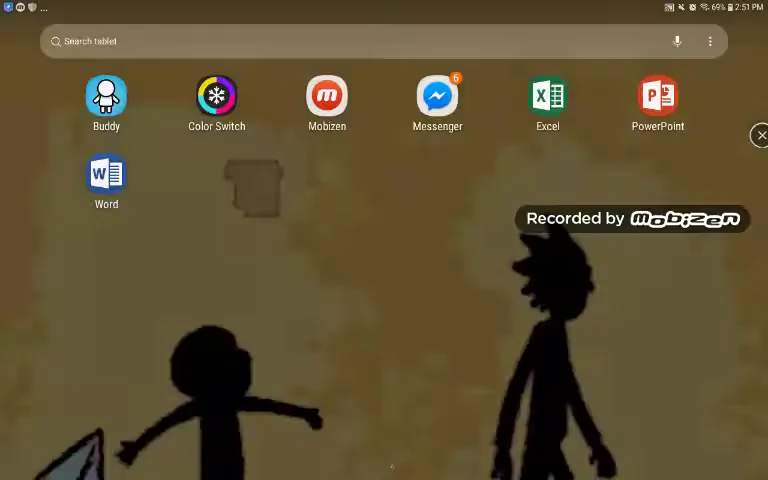 69% 2:51 PM
Search tablet
Buddy
Color Switch
Mobizen
Messenger
6
Excel
PowerPoint
Word
Recorded by Mobizen